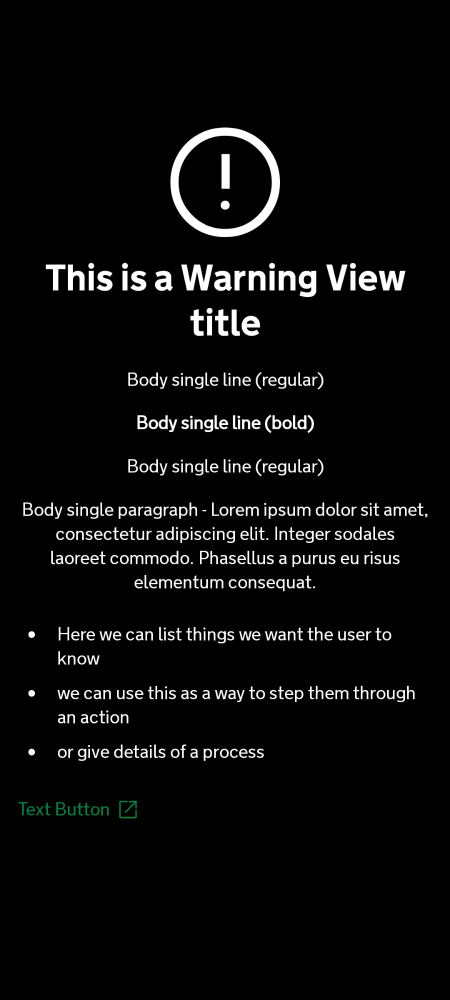 This is a Warning View
title
Body single line (regular)
Body single line (bold)
Body single line (regular)
Body single paragraph - Lorem ipsum dolor sit amet,
consectetur adipiscing elit. Integer sodales
laoreet commodo. Phasellus a purus eu risus
elementum consequat.
• Here we can list things we want the user to
know
• we can use this as a way to step them through
an action
• or give details of a process
Text Button